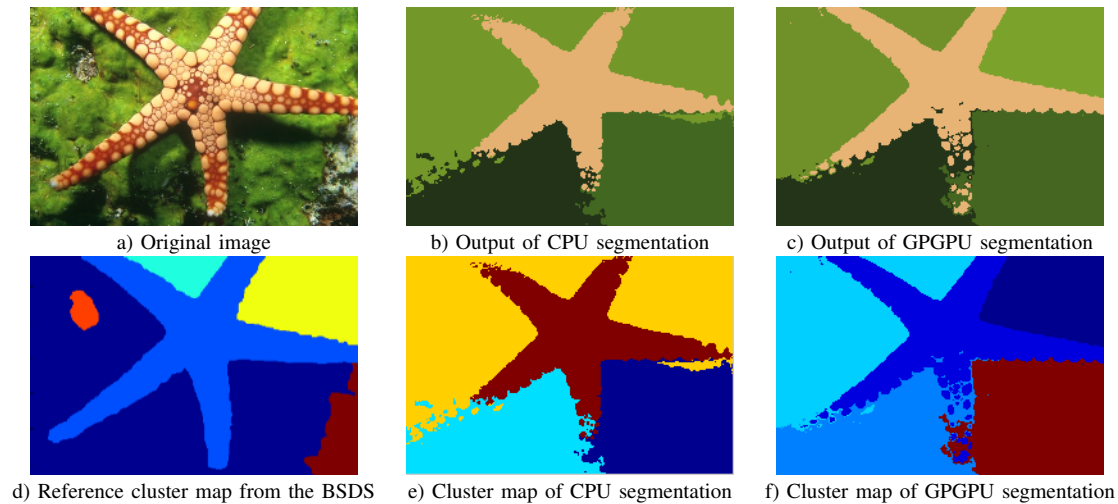 a) Original image
b) Output of CPU segmentation
c) Output of GPGPU segmentation
d) Reference cluster map from the BSDS
e) Cluster map of CPU segmentation
f) Cluster map of GPGPU segmentation